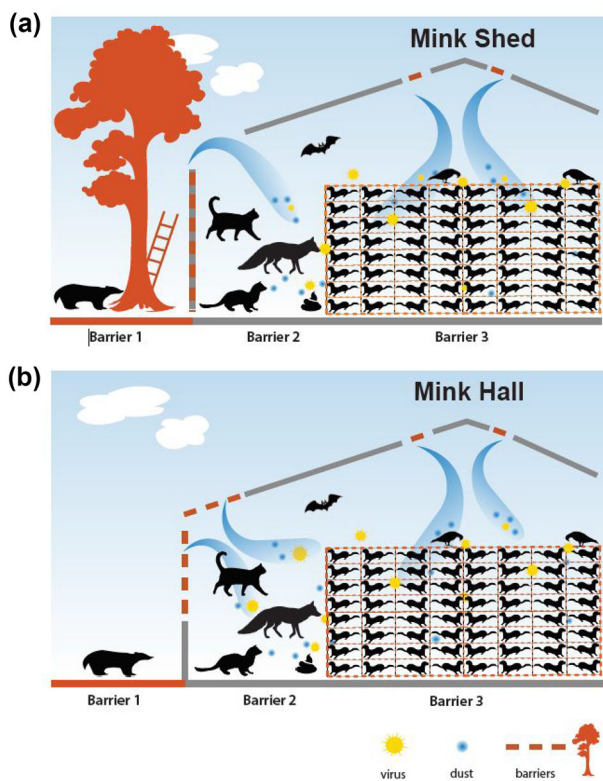 (a)
Mink Shed
Barrier 1 Barrier 2 Barrier 3
(b)
Mink Hall
Barrier 1 Barrier 2 Barrier 3
virus dust barriers